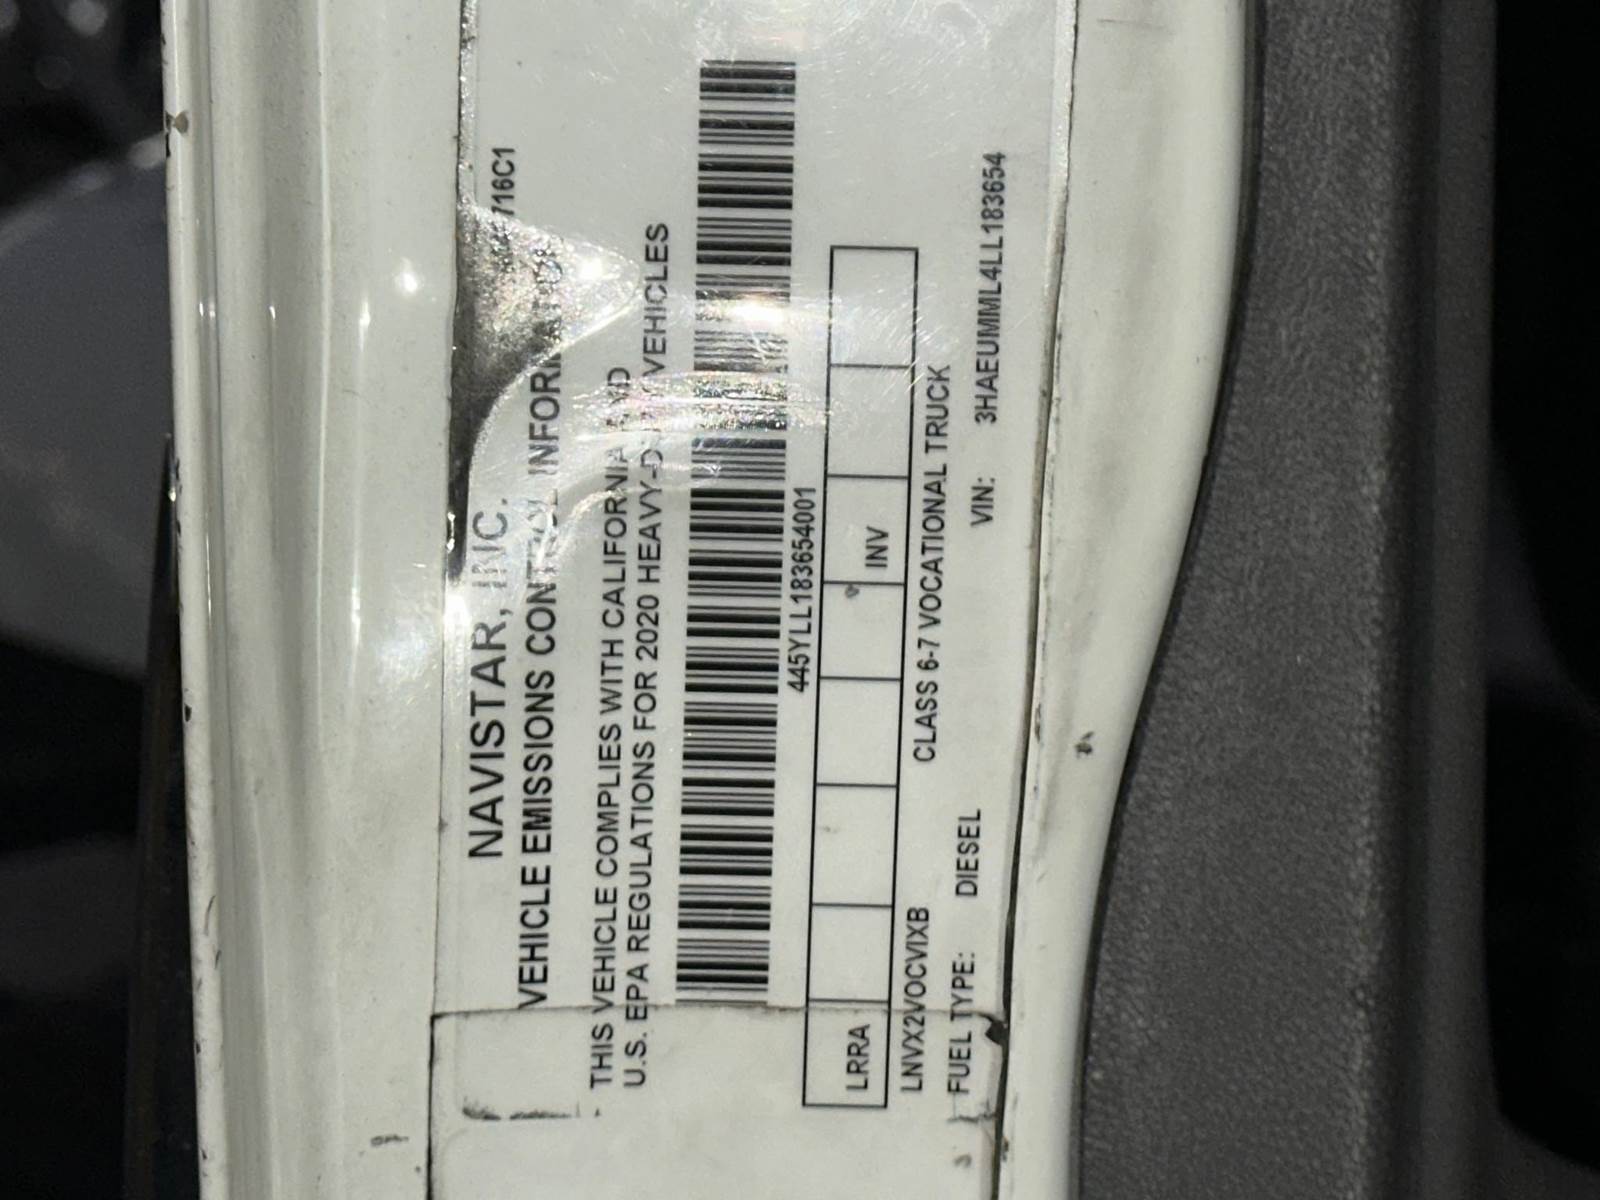 716C1
NAVISTAR, INC.
VEHICLE EMISSIONS CONTROL
THIS VEHICLE COMPLIES WITH CALIFORNIA AND
U.S. EPA REGULATIONS FOR 2020 HEAVY-DUTY VEHICLES
445YLL183654001
LRRA INV
LNVX2VOCVIXB CLASS 6-7 VOCATIONAL TRUCK
FUEL TYPE: DIESEL VIN: 3HAEUMML4LL183654